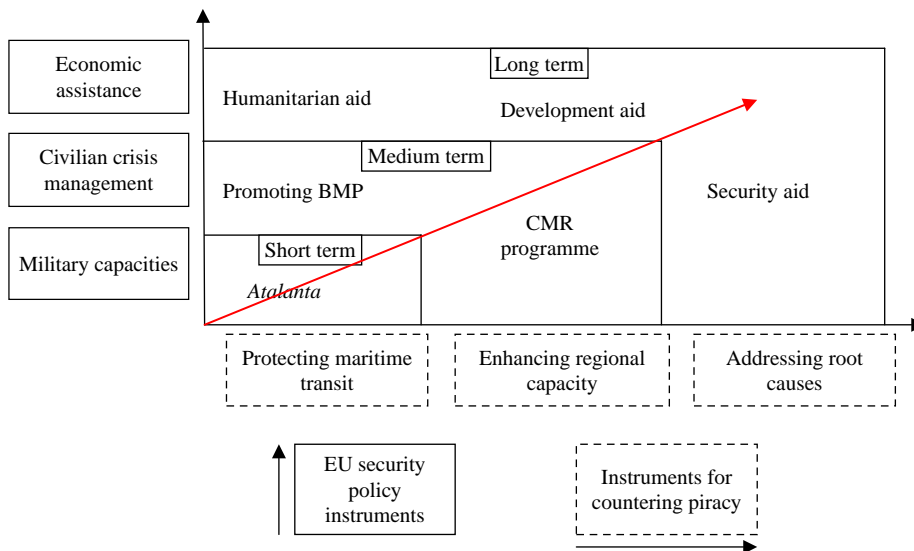 Economic
assistance
Long term
Humanitarian aid
Development aid
Civilian crisis
management
Medium term
Promoting BMP
Security aid
CMR
programme
Military capacities
Short term
Atalanta
Protecting maritime
transit
Enhancing regional
capacity
Addressing root
causes
EU security
policy
instruments
Instruments for
countering piracy